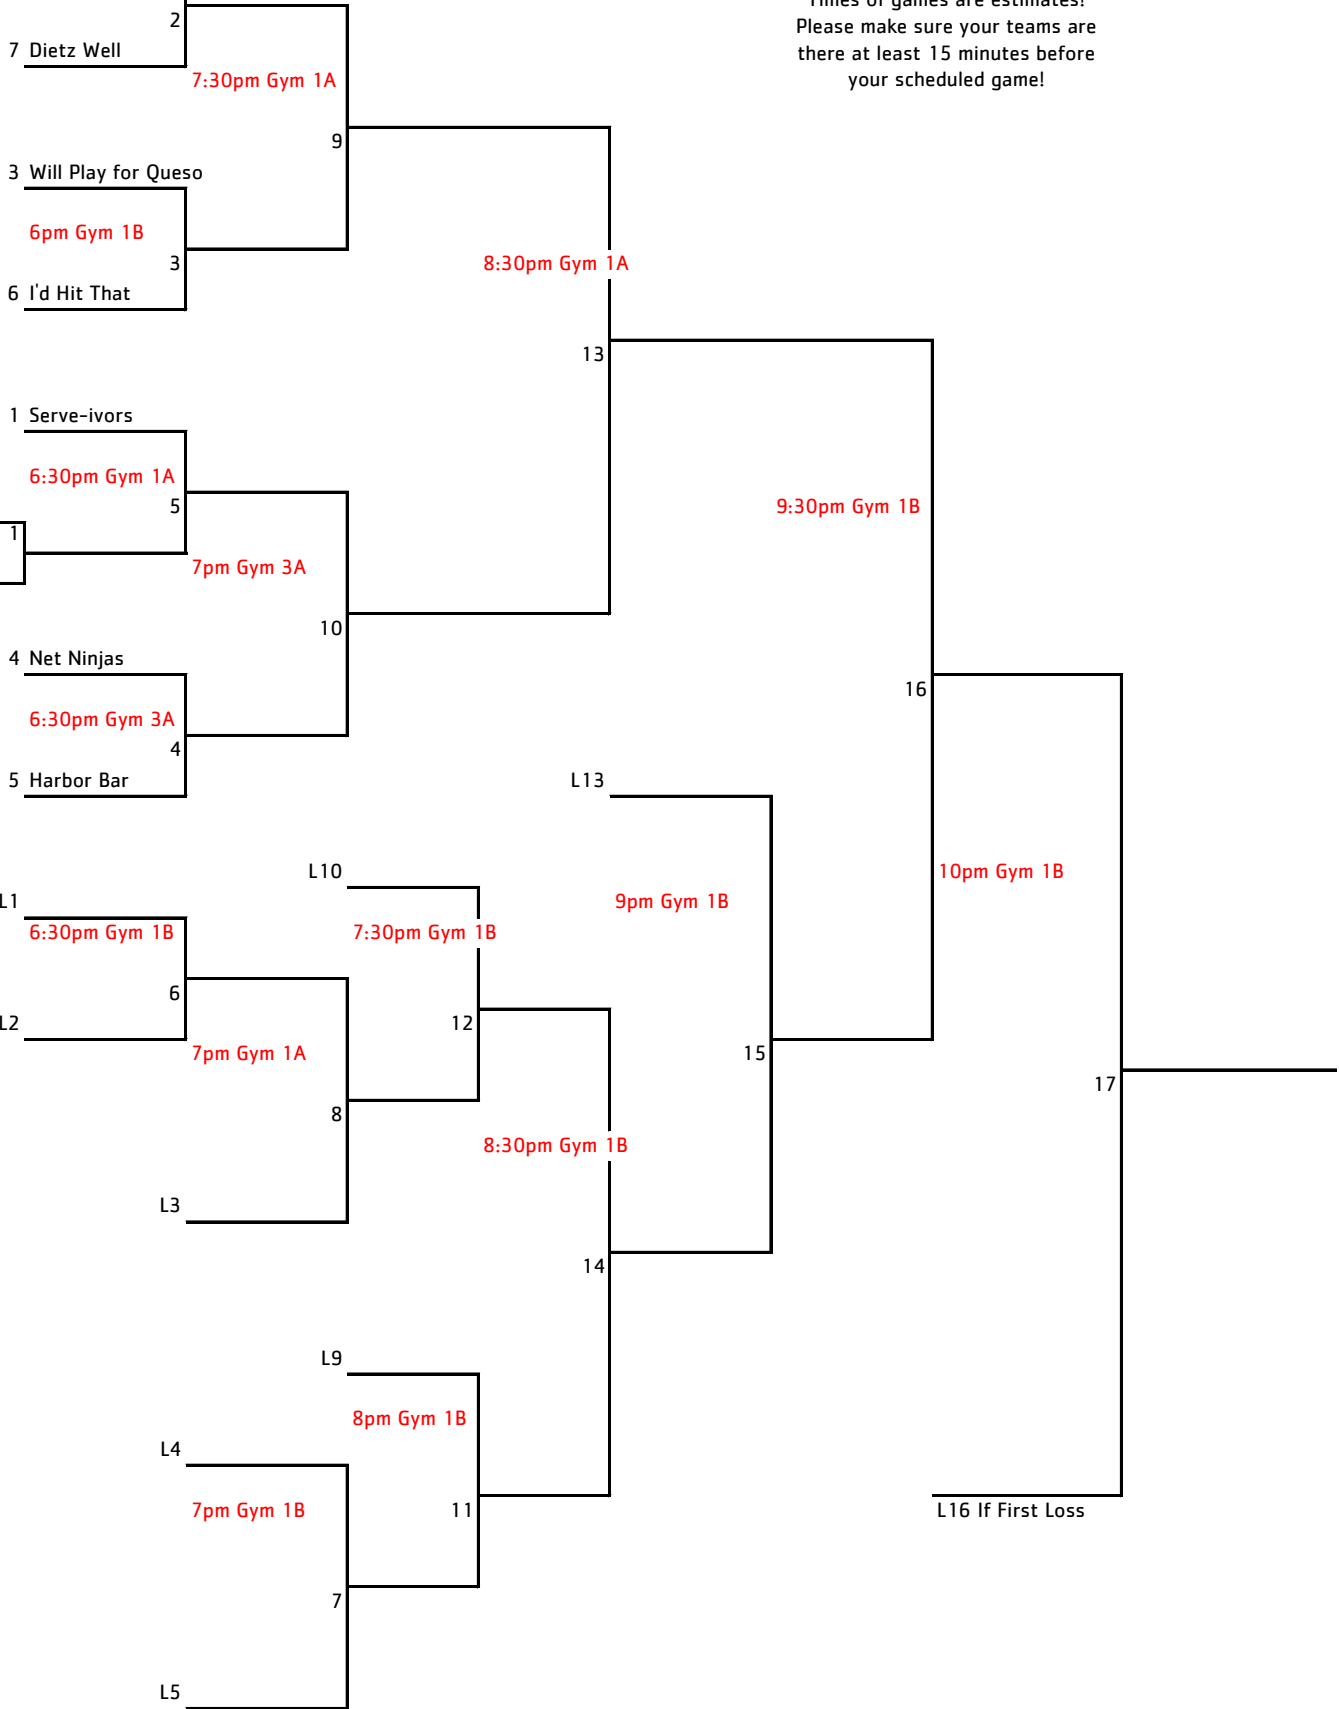 Times of games are estimates!
Please make sure your teams are
there at least 15 minutes before
your scheduled game!
2
7 Dietz Well
7:30pm Gym 1A
9
3 Will Play for Queso
6pm Gym 1B
3
8:30pm Gym 1A
6 I'd Hit That
13
1 Serve-ivors
6:30pm Gym 1A
5
9:30pm Gym 1B
1
7pm Gym 3A
10
4 Net Ninjas
16
6:30pm Gym 3A
4
5 Harbor Bar
L13
L10
10pm Gym 1B
L1
9pm Gym 1B
6:30pm Gym 1B
7:30pm Gym 1B
6
L2
12
7pm Gym 1A
15
17
8
8:30pm Gym 1B
L3
14
L9
8pm Gym 1B
L4
7pm Gym 1B
11
L16 If First Loss
7
L5